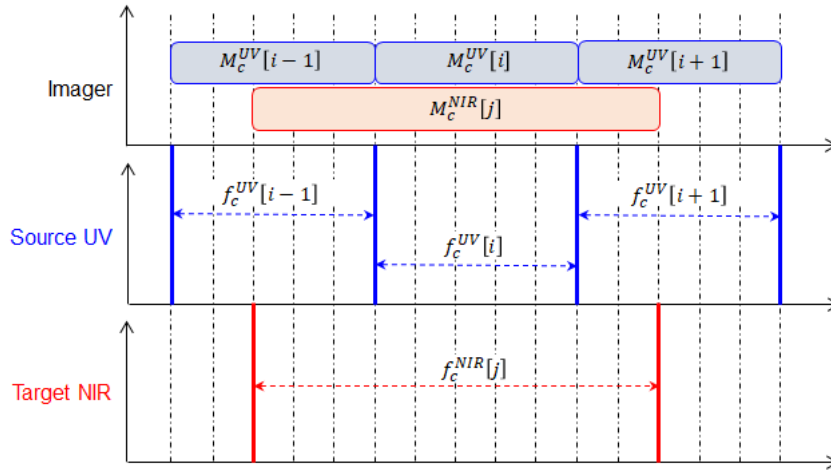 M_c^{UV}[i − 1] M_c^{UV}[i] M_c^{UV}[i + 1]
Imager
M_c^{NIR}[j]
f_c^{UV}[i − 1] f_c^{UV}[i + 1]
Source UV
f_c^{UV}[i]
f_c^{NIR}[j]
Target NIR